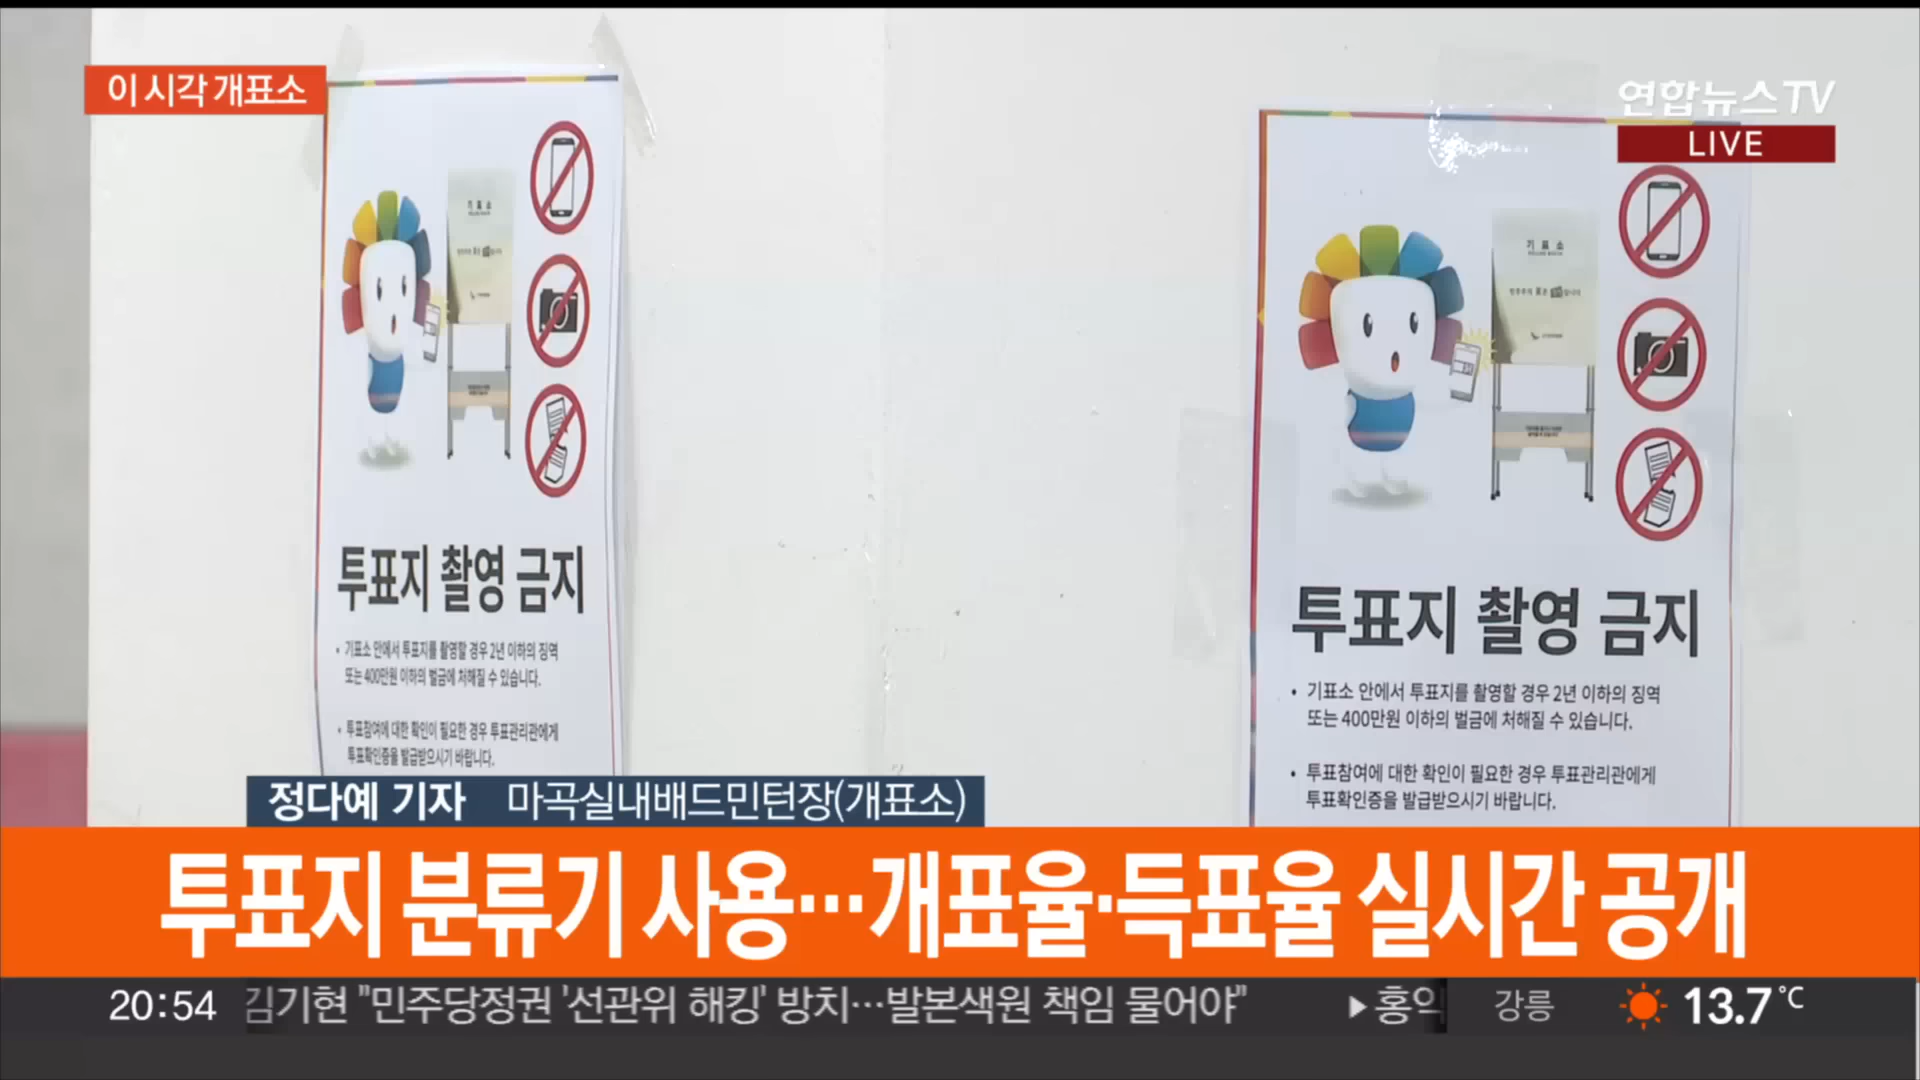 이 시각 개표소
연합뉴스TV
LIVE
기표소
투표지 촬영 금지
• 기표소 안에서 투표지를 촬영할 경우 2년 이하의 징역
또는 400만원 이하의 벌금에 처해질 수 있습니다.
• 투표참여에 대한 확인이 필요한 경우 투표관리관에게
투표확인증을 발급받으시기 바랍니다.
기표소
투표지 촬영 금지
• 기표소 안에서 투표지를 촬영할 경우 2년 이하의 징역
또는 400만원 이하의 벌금에 처해질 수 있습니다.
• 투표참여에 대한 확인이 필요한 경우 투표관리관에게
투표확인증을 발급받으시기 바랍니다.
정다예 기자 마곡실내배드민턴장(개표소)
투표지 분류기 사용…개표율·득표율 실시간 공개
20:54 김기현 "민주당정권 '선관위 해킹' 방치…발본색원 책임 물어야" ▶홍익 강릉 13.7℃